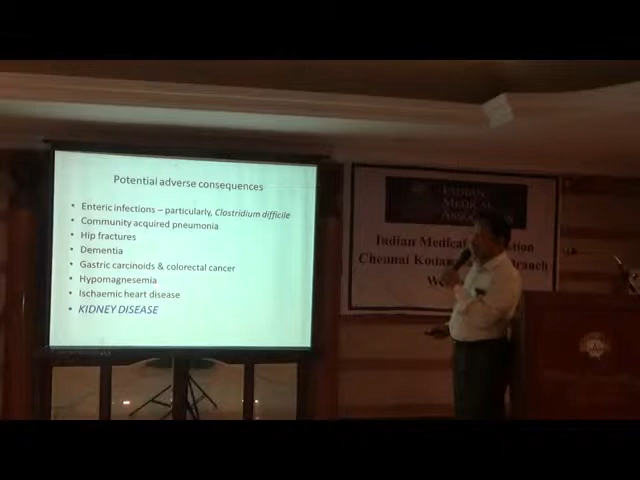 Potential adverse consequences
• Enteric infections – particularly, Clostridium difficile
• Community acquired pneumonia
• Hip fractures
• Dementia
• Gastric carcinoids & colorectal cancer
• Hypomagnesemia
• Ischaemic heart disease
• KIDNEY DISEASE
INDIAN
MEDICAL
ASSOCIATION
Indian Medical
Chennai Branch